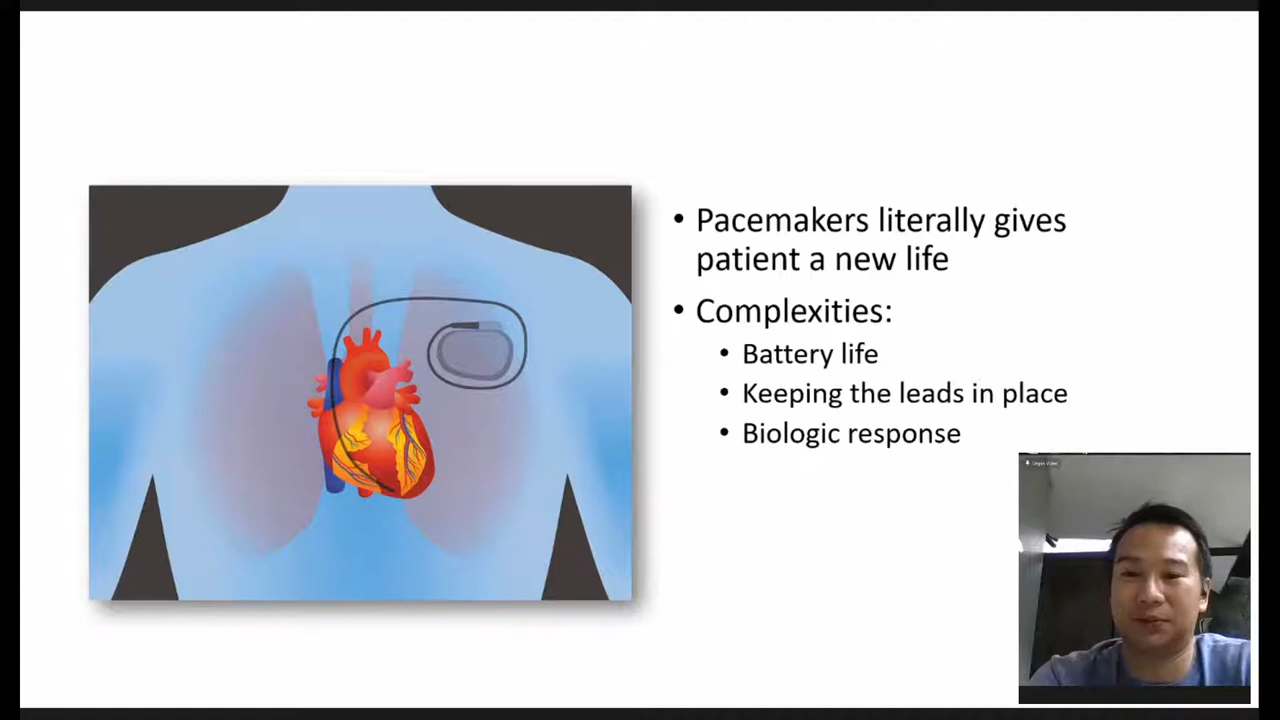 • Pacemakers literally gives
patient a new life
• Complexities:
• Battery life
• Keeping the leads in place
• Biologic response